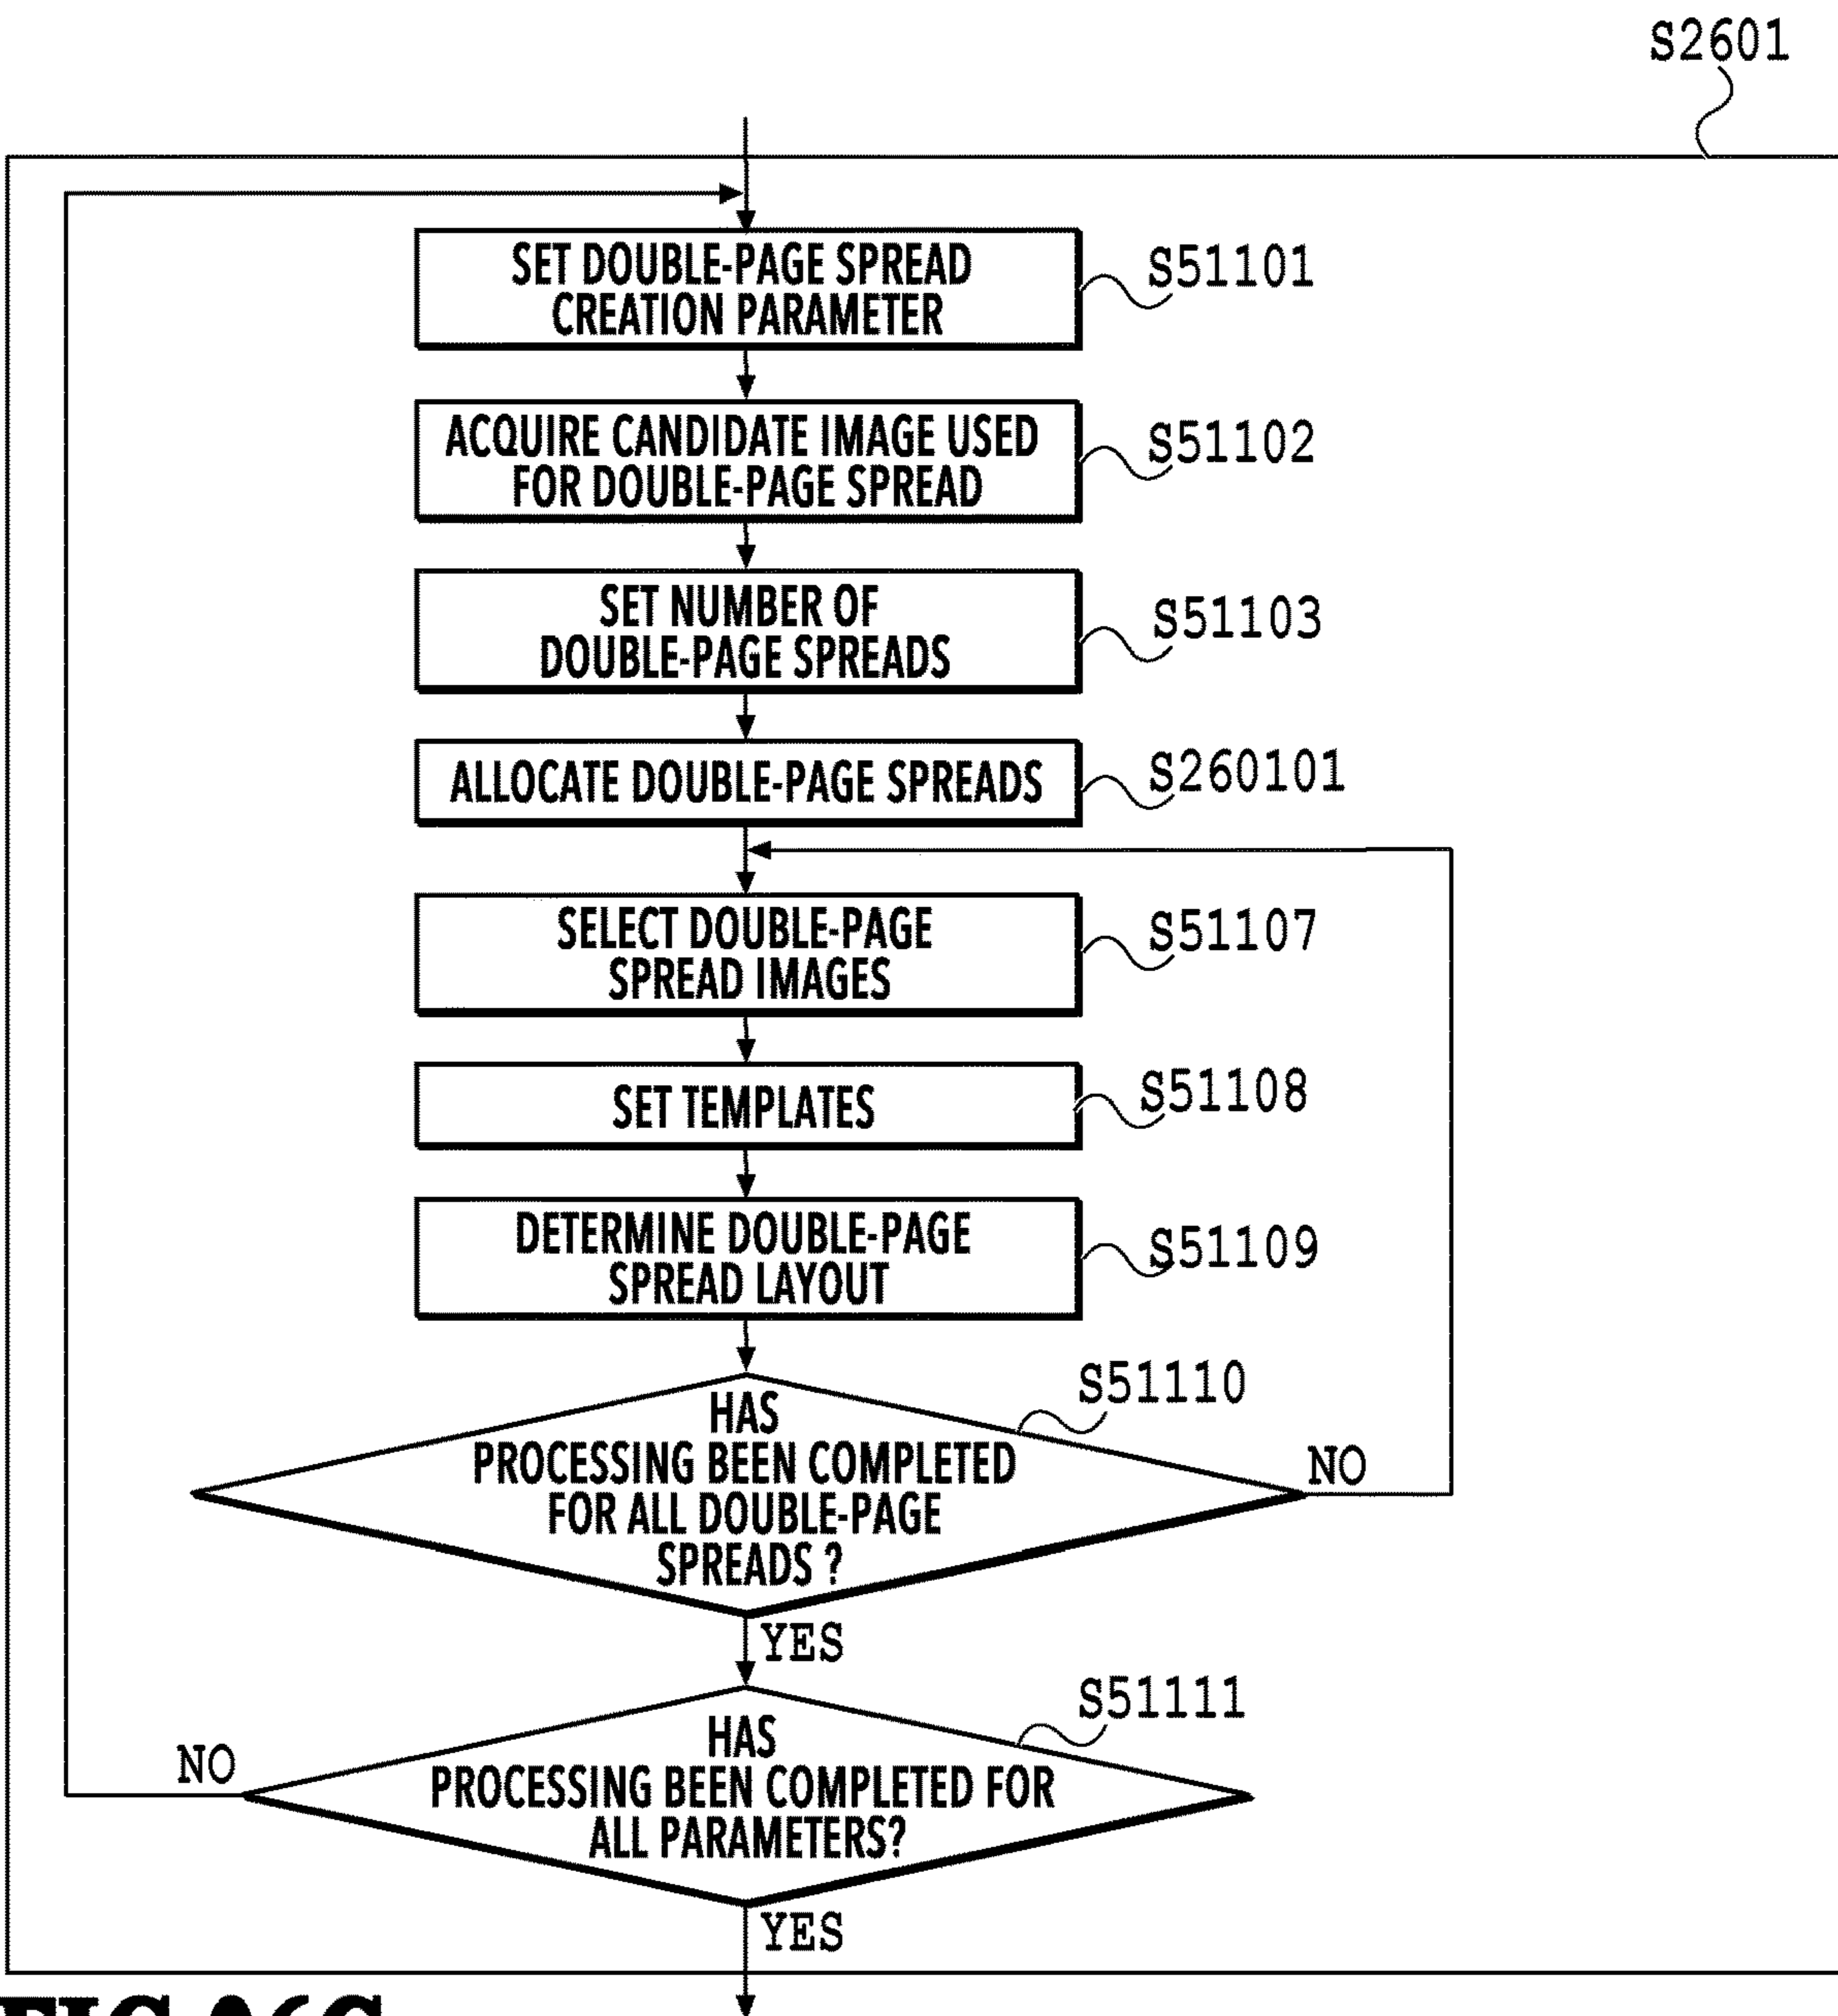 S2601
SET DOUBLE-PAGE SPREAD
CREATION PARAMETER
S51101
ACQUIRE CANDIDATE IMAGE USED
FOR DOUBLE-PAGE SPREAD
S51102
SET NUMBER OF
DOUBLE-PAGE SPREADS
S51103
ALLOCATE DOUBLE-PAGE SPREADS
S260101
SELECT DOUBLE-PAGE
SPREAD IMAGES
S51107
SET TEMPLATES
S51108
DETERMINE DOUBLE-PAGE
SPREAD LAYOUT
S51109
S51110
HAS
PROCESSING BEEN COMPLETED
FOR ALL DOUBLE-PAGE
SPREADS ?
NO
YES
S51111
HAS
PROCESSING BEEN COMPLETED FOR
ALL PARAMETERS?
NO
YES